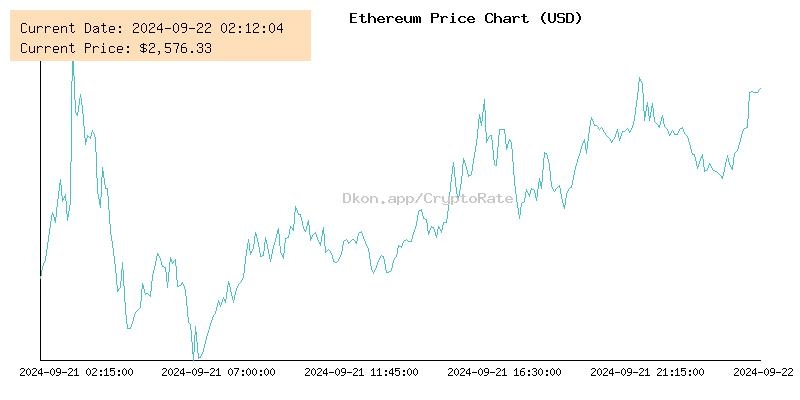 Ethereum Price Chart (USD)
Current Date: 2024-09-22 02:12:04
Current Price: $2,576.33
Dkon.app/CryptoRate
2024-09-21 02:15:00 2024-09-21 07:00:00 2024-09-21 11:45:00 2024-09-21 16:30:00 2024-09-21 21:15:00 2024-09-22